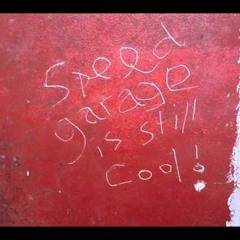 Speed
garage
is still
cool!